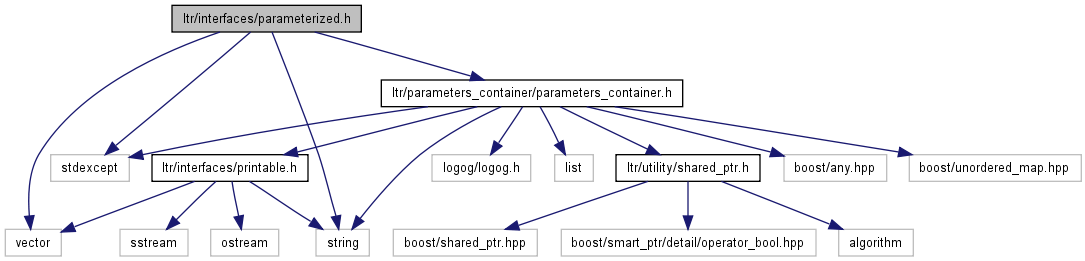 ltr/interfaces/parameterized.h
ltr/parameters_container/parameters_container.h
stdexcept
ltr/interfaces/printable.h
logog/logog.h
list
ltr/utility/shared_ptr.h
boost/any.hpp
boost/unordered_map.hpp
vector
sstream
ostream
string
boost/shared_ptr.hpp
boost/smart_ptr/detail/operator_bool.hpp
algorithm